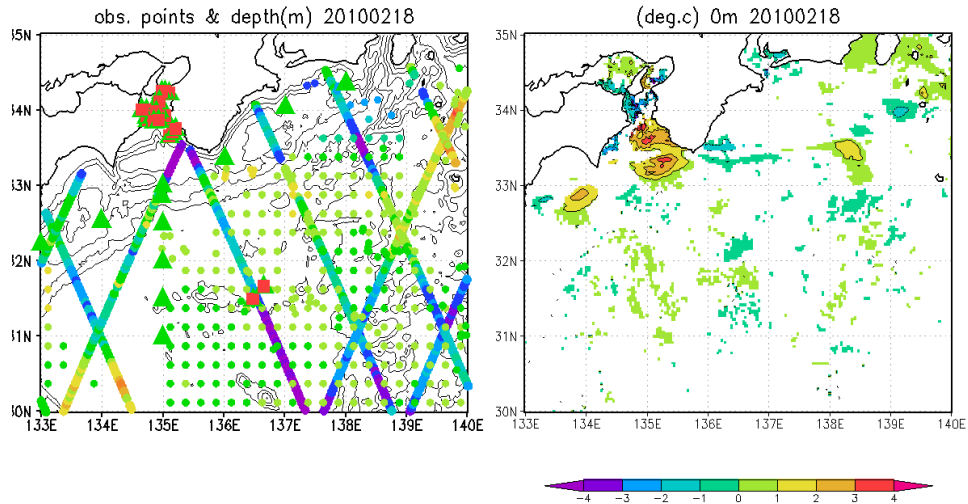 obs. points & depth(m) 20100218
(deg.c) 0m 20100218
35N
34N
33N
32N
31N
30N
133E 134E 135E 136E 137E 138E 139E 140E
35N
34N
33N
32N
31N
30N
133E 134E 135E 136E 137E 138E 139E 140E
-4 -3 -2 -1 0 1 2 3 4